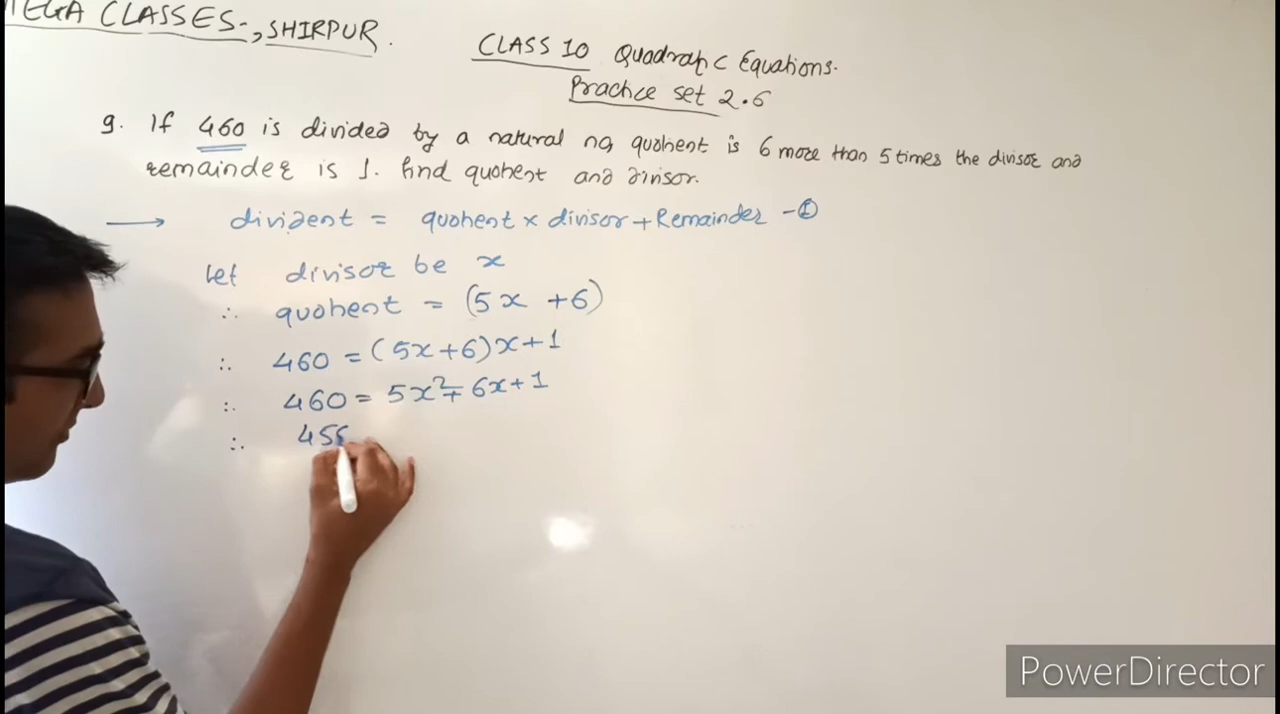 CLASSES-, SHIRPUR.
CLASS 10 Quadratic Equations.
Practice set 2.6
9. If 460 is divided by a natural no, quotient is 6 more than 5 times the divisor and
remainder is 1. find quotient and divisor.
→ divident = quotient × divisor + Remainder -①
Let divisor be x
∴ quotient = (5x +6)
∴ 460 = (5x+6)x+1
∴ 460 = 5x²+ 6x+1
∴ 45
PowerDirector